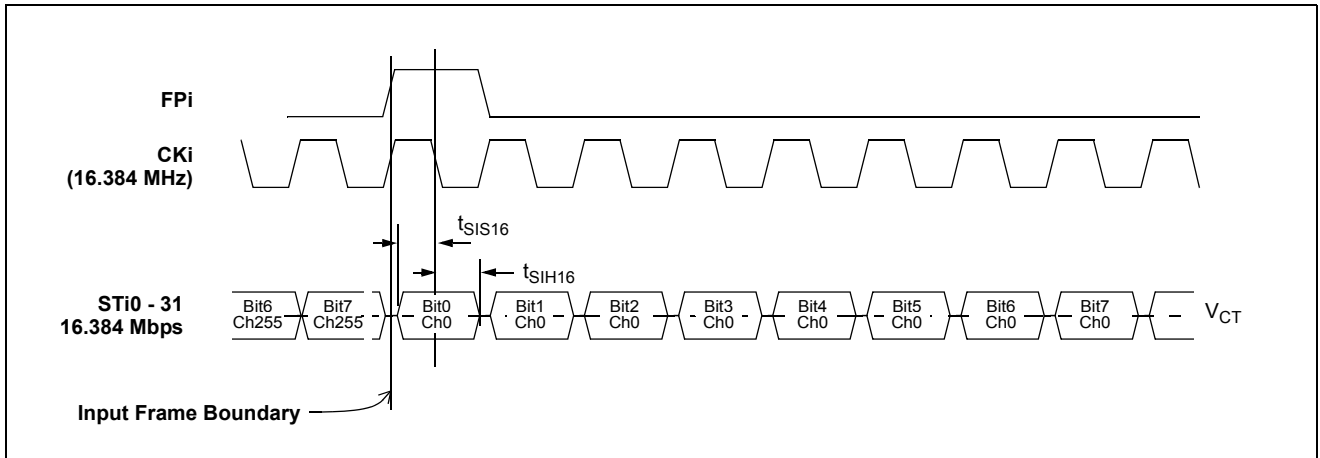 FPi
CKi
(16.384 MHz)
tSIS16
tSIH16
STi0 - 31
16.384 Mbps
Bit6
Ch255
Bit7
Ch255
Bit0
Ch0
Bit1
Ch0
Bit2
Ch0
Bit3
Ch0
Bit4
Ch0
Bit5
Ch0
Bit6
Ch0
Bit7
Ch0
VCT
Input Frame Boundary